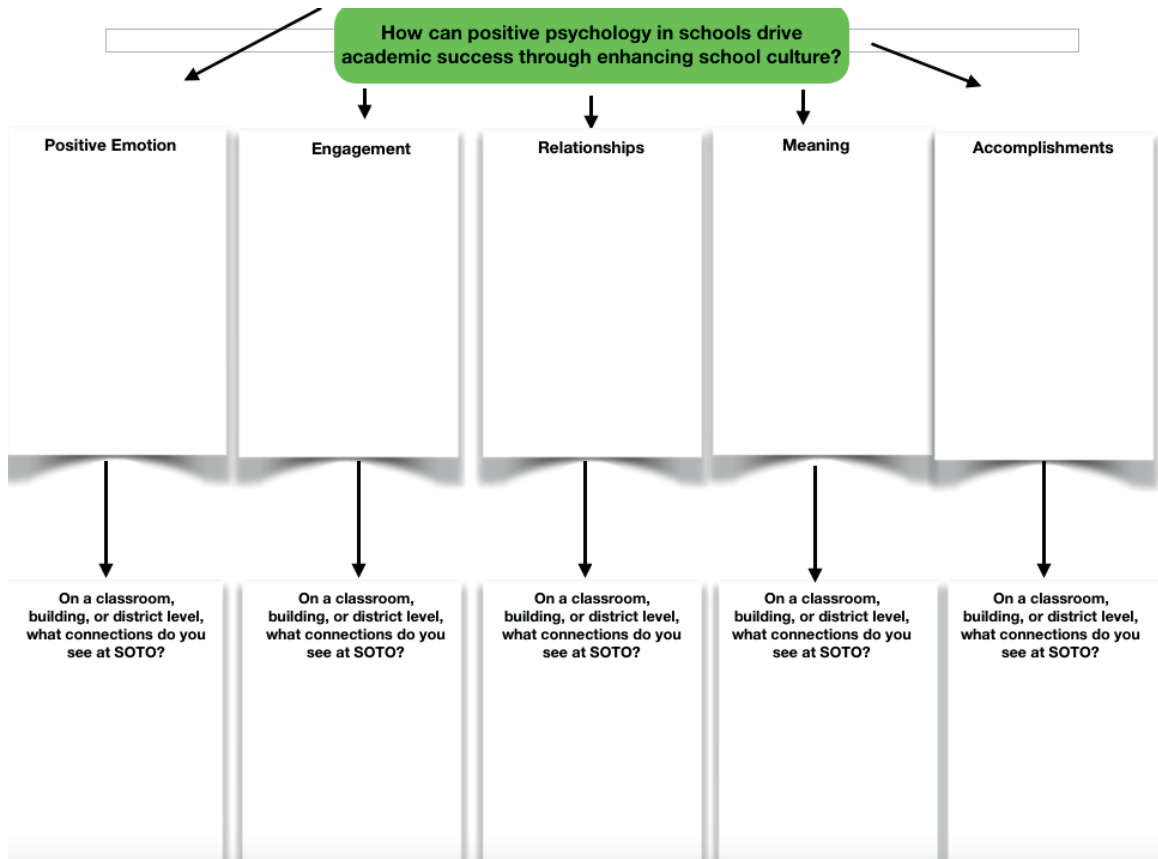 How can positive psychology in schools drive
academic success through enhancing school culture?
Positive Emotion
Engagement
Relationships
Meaning
Accomplishments
On a classroom,
building, or district level,
what connections do you
see at SOTO?
On a classroom,
building, or district level,
what connections do you
see at SOTO?
On a classroom,
building, or district level,
what connections do you
see at SOTO?
On a classroom,
building, or district level,
what connections do you
see at SOTO?
On a classroom,
building, or district level,
what connections do you
see at SOTO?